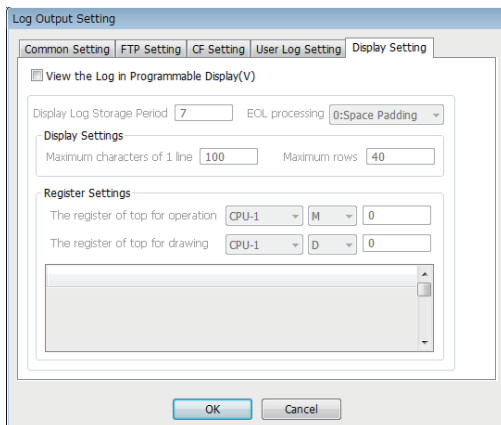 Log Output Setting
Common Setting FTP Setting CF Setting User Log Setting Display Setting
View the Log in Programmable Display(V)
Display Log Storage Period 7 EOL processing 0:Space Padding
Display Settings
Maximum characters of 1 line 100 Maximum rows 40
Register Settings
The register of top for operation CPU-1 M 0
The register of top for drawing CPU-1 D 0
OK Cancel